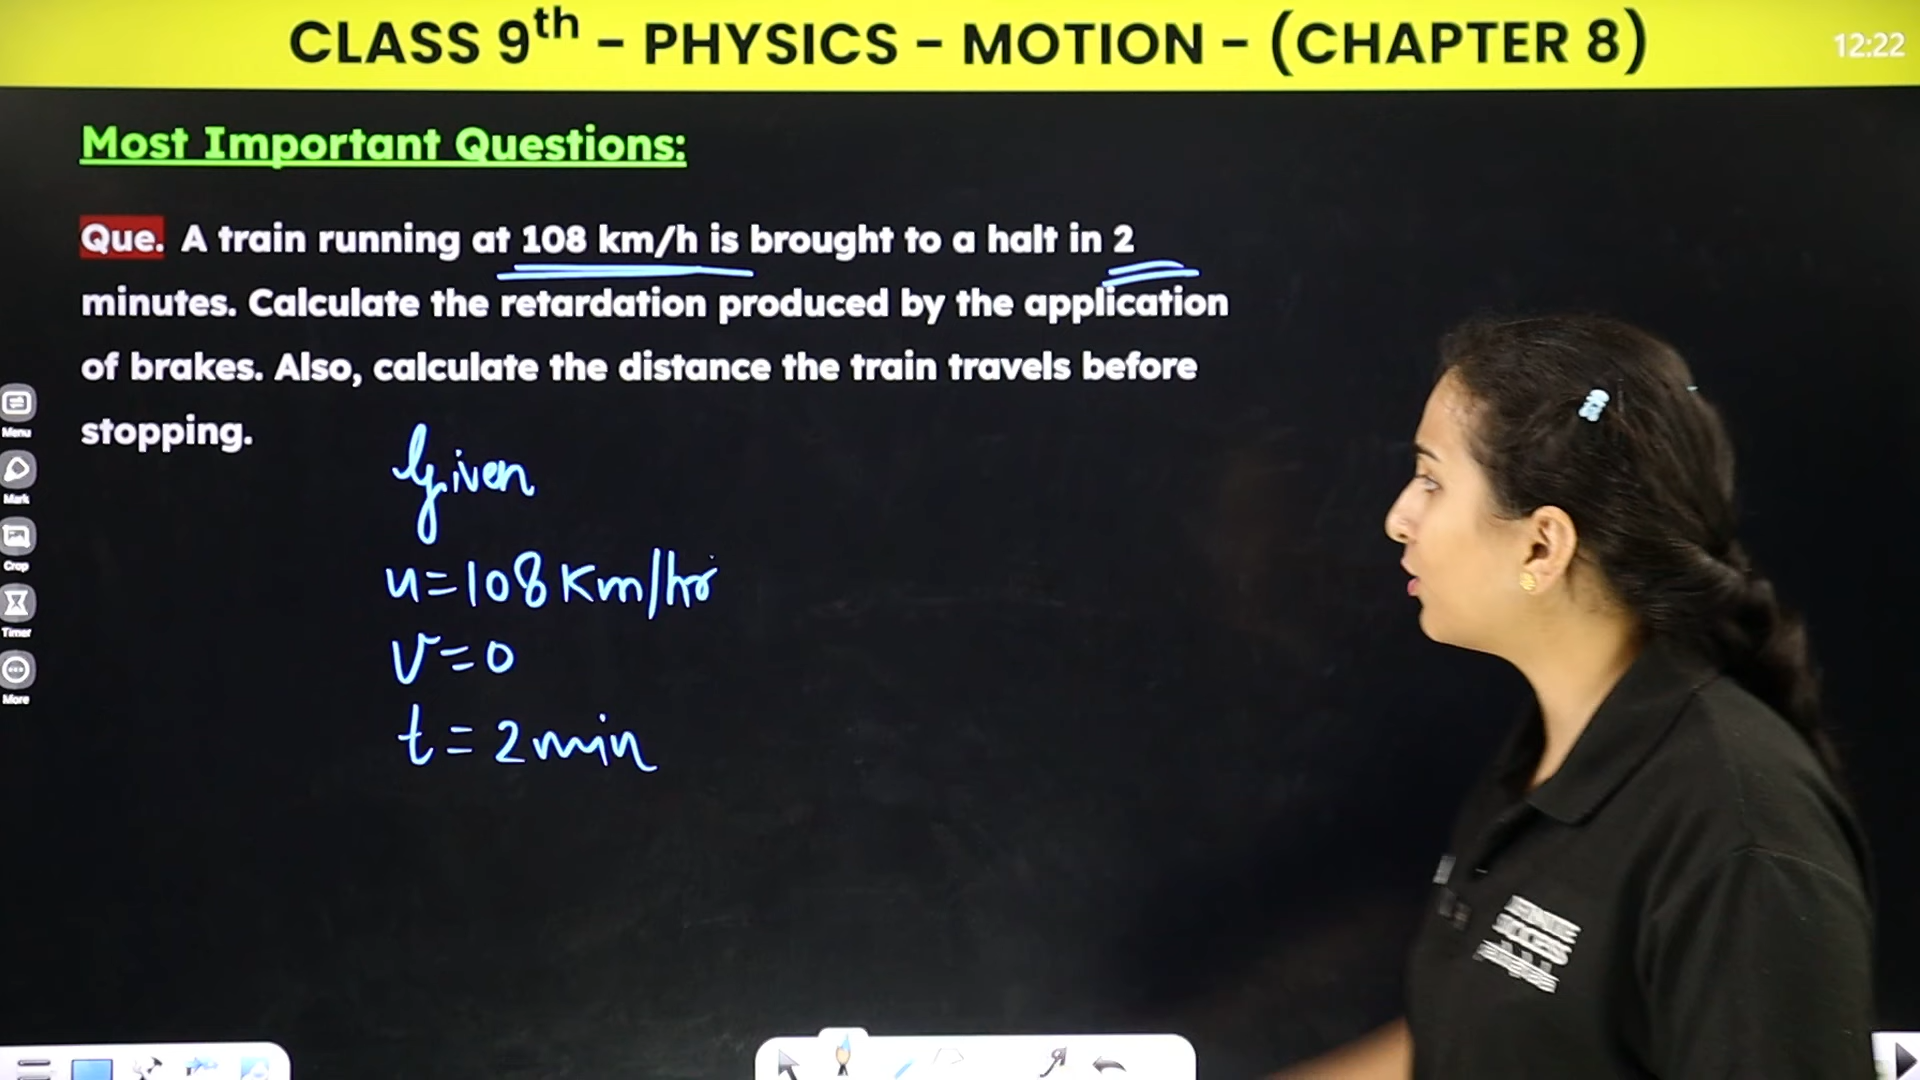 CLASS 9th - PHYSICS - MOTION - (CHAPTER 8)
12:22
Most Important Questions:
Que. A train running at 108 km/h is brought to a halt in 2
minutes. Calculate the retardation produced by the application
of brakes. Also, calculate the distance the train travels before
stopping.
Given
u=108 Km/hr
v=0
t=2min
Menu
Mark
Crop
Timer
More